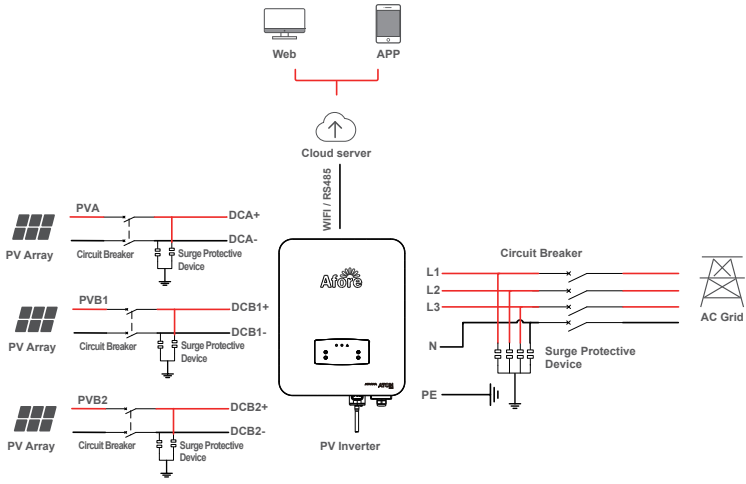 Web
APP
Cloud server
WIFI / RS485
PVA
DCA+
DCA-
PV Array
Circuit Breaker
Surge Protective
Device
PVB1
DCB1+
DCB1-
PV Array
Circuit Breaker
Surge Protective
Device
PVB2
DCB2+
DCB2-
PV Array
Circuit Breaker
Surge Protective
Device
Afore
PV Inverter
Circuit Breaker
L1
L2
L3
N
PE
Surge Protective
Device
AC Grid